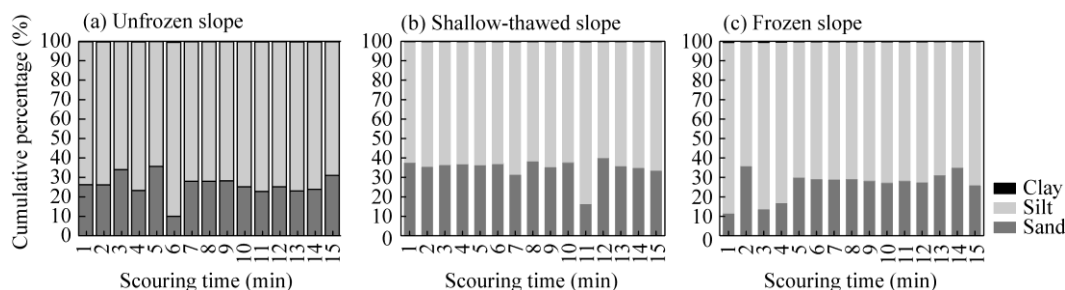 (a) Unfrozen slope
(b) Shallow-thawed slope
(c) Frozen slope
Cumulative percentage (%)
100
90
80
70
60
50
40
30
20
10
0
1 2 3 4 5 6 7 8 9 10 11 12 13 14 15
Scouring time (min)
100
90
80
70
60
50
40
30
20
10
0
1 2 3 4 5 6 7 8 9 10 11 12 13 14 15
Scouring time (min)
100
90
80
70
60
50
40
30
20
10
0
1 2 3 4 5 6 7 8 9 10 11 12 13 14 15
Scouring time (min)
Clay
Silt
Sand